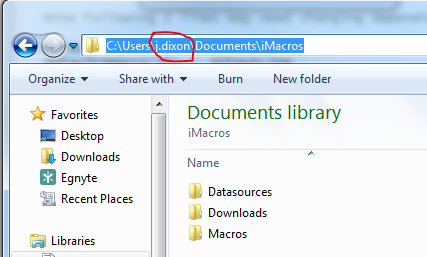 C:\Users\j.dixon\Documents\iMacros
Organize Share with Burn New folder
Favorites
Desktop
Downloads
Egnyte
Recent Places
Libraries
Documents library
iMacros
Name
Datasources
Downloads
Macros